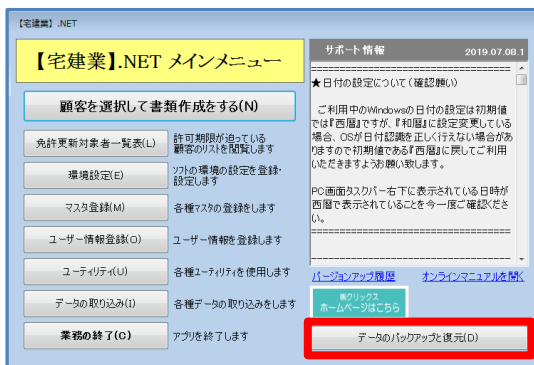 【宅建業】.NET
【宅建業】.NET メインメニュー
顧客を選択して書類作成をする(N)
免許更新対象者一覧表(L)
許可期限が迫っている
顧客のリストを閲覧します
環境設定(E)
ソフトの環境の設定を登録・
設定します
マスタ登録(M)
各種マスタの登録をします
ユーザー情報登録(O)
ユーザー情報を登録します
ユーティリティ(U)
各種ユーティリティを使用します
データの取り込み(I)
各種データの取り込みをします
業務の終了(C)
アプリを終了します
サポート情報
2019.07.08.1
==================================
★日付の設定について（確認願い）
ご利用中のWindowsの日付の設定は初期値
では『西暦』ですが、『和暦』に設定変更している
場合、OSが日付認識を正しく行えない場合があ
りますので初期値である『西暦』に戻してご利用
いただきますようお願い致します。
PC画面タスクバー右下に表示されている日時が
西暦で表示されていることを今一度ご確認くださ
い。
==================================
バージョンアップ履歴
オンラインマニュアルを開く
㈱クリックス
ホームページはこちら
データのバックアップと復元(D)